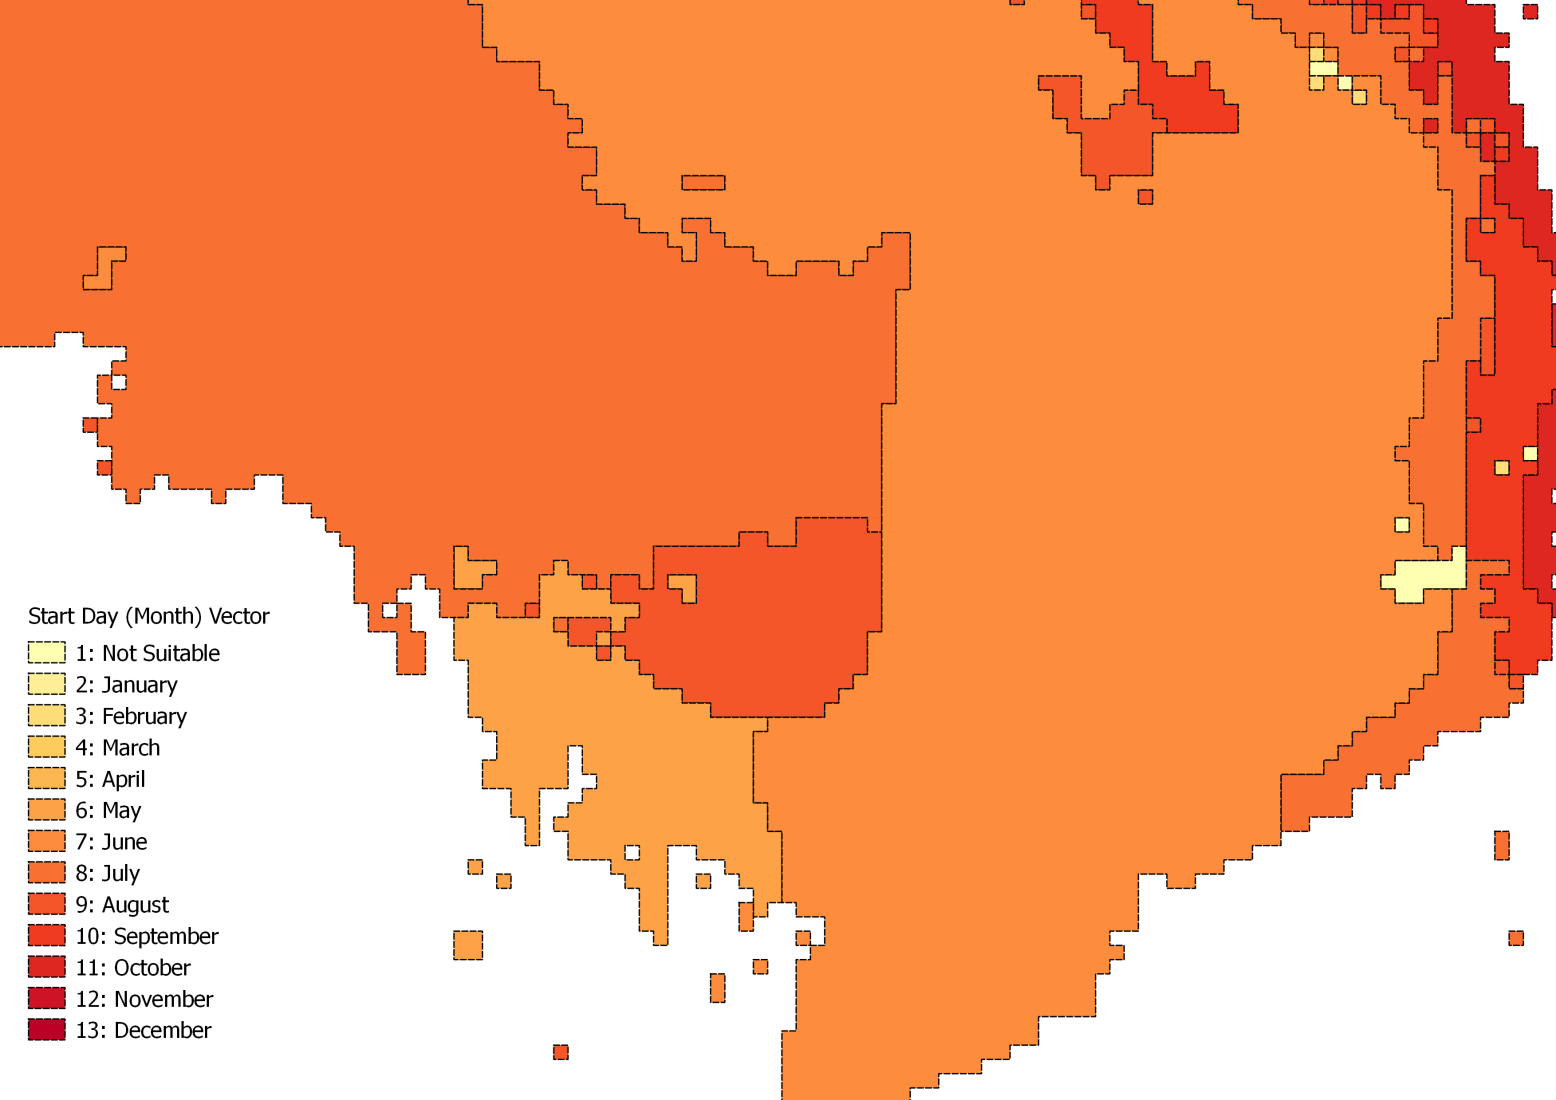 Start Day (Month) Vector
1: Not Suitable
2: January
3: February
4: March
5: April
6: May
7: June
8: July
9: August
10: September
11: October
12: November
13: December